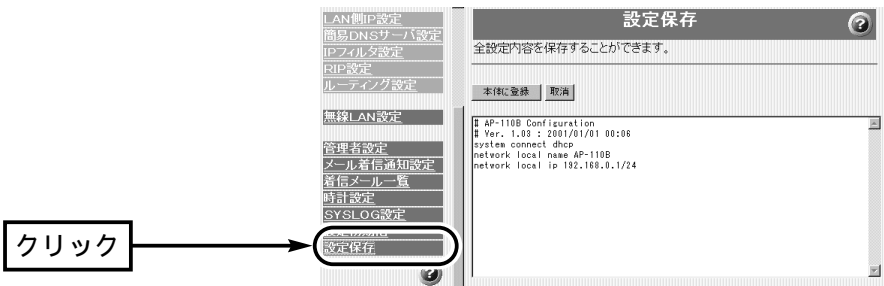 LAN側IP設定
簡易DNSサーバ設定
IPフィルタ設定
RIP設定
ルーティング設定
無線LAN設定
管理者設定
メール着信通知設定
着信メール一覧
時計設定
SYSLOG設定
設定保存
?
クリック
設定保存
?
全設定内容を保存することができます。
本体に登録 取消
# AP-110B Configuration
# Ver. 1.03 : 2001/01/01 00:06
system connect dhcp
network local name AP-110B
network local ip 192.168.0.1/24